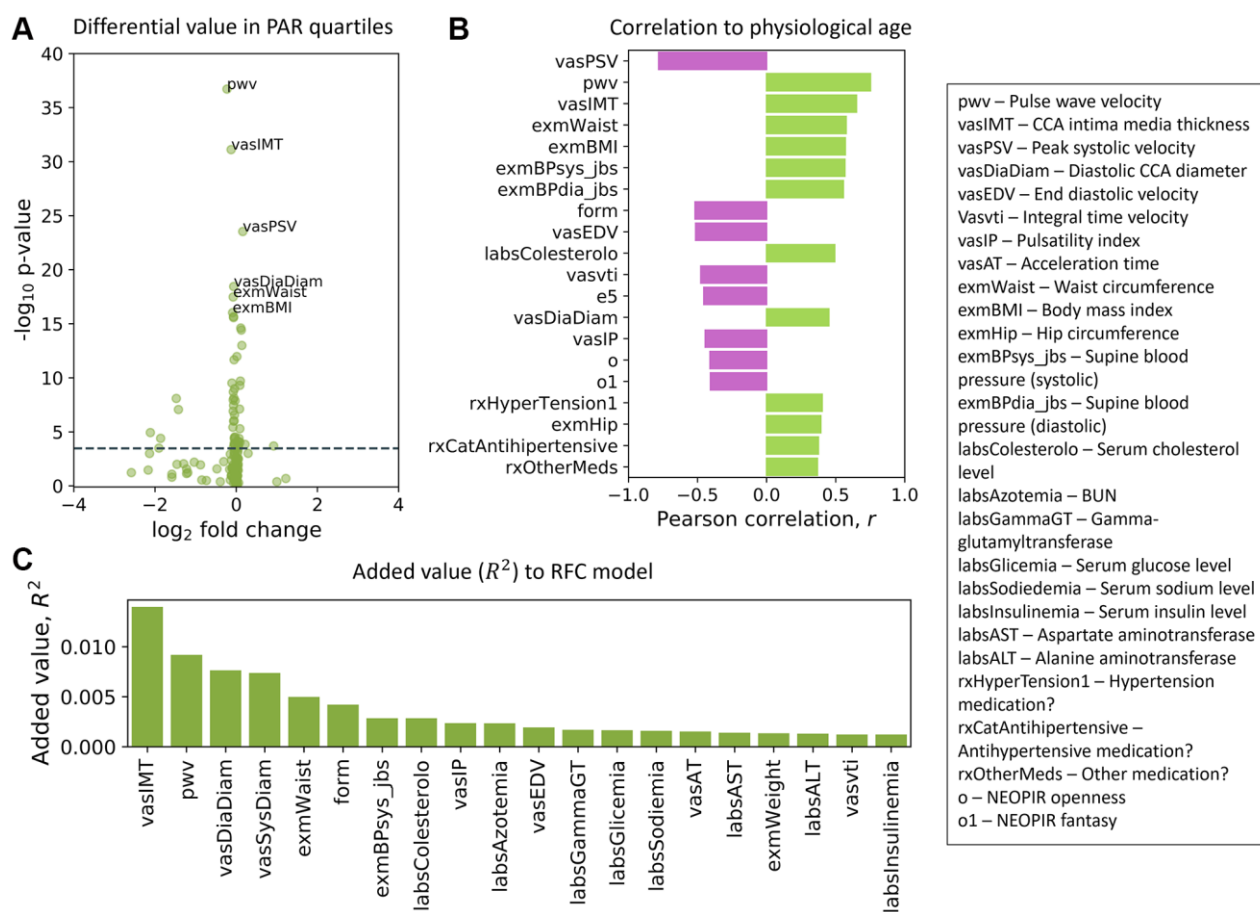 A
Differential value in PAR quartiles
40
35
30
25
20
15
10
5
0
-log10 p-value
pwv
vasIMT
vasPSV
vasDiaDiam
exmWaist
exmBMI
−4
−2
0
2
4
log2 fold change
B
Correlation to physiological age
vasPSV
pwv
vasIMT
exmWaist
exmBMI
exmBPsys_jbs
exmBPdia_jbs
form
vasEDV
labsColesterolo
vasvti
e5
vasDiaDiam
vasIP
o
o1
rxHyperTension1
exmHip
rxCatAntihipertensive
rxOtherMeds
−1.0
−0.5
0.0
0.5
1.0
Pearson correlation, r
C
Added value (R2) to RFC model
Added value, R2
0.010
0.005
0.000
vasIMT
pwv
vasDiaDiam
vasSysDiam
exmWaist
form
exmBPsys_jbs
labsColesterolo
vasIP
labsAzotemia
vasEDV
labsGammaGT
labsGlicemia
labsSodiemia
vasAT
labsAST
exmWeight
labsALT
vasvti
labsInsulinemia
pwv – Pulse wave velocity
vasIMT – CCA intima media thickness
vasPSV – Peak systolic velocity
vasDiaDiam – Diastolic CCA diameter
vasEDV – End diastolic velocity
Vasvti – Integral time velocity
vasIP – Pulsatility index
vasAT – Acceleration time
exmWaist – Waist circumference
exmBMI – Body mass index
exmHip – Hip circumference
exmBPsys_jbs – Supine blood
pressure (systolic)
exmBPdia_jbs – Supine blood
pressure (diastolic)
labsColesterolo – Serum cholesterol
level
labsAzotemia – BUN
labsGammaGT – Gamma-
glutamyltransferase
labsGlicemia – Serum glucose level
labsSodiedemia – Serum sodium level
labsInsulinemia – Serum insulin level
labsAST – Aspartate aminotransferase
labsALT – Alanine aminotransferase
rxHyperTension1 – Hypertension
medication?
rxCatAntihipertensive –
Antihypertensive medication?
rxOtherMeds – Other medication?
o – NEOPIR openness
o1 – NEOPIR fantasy